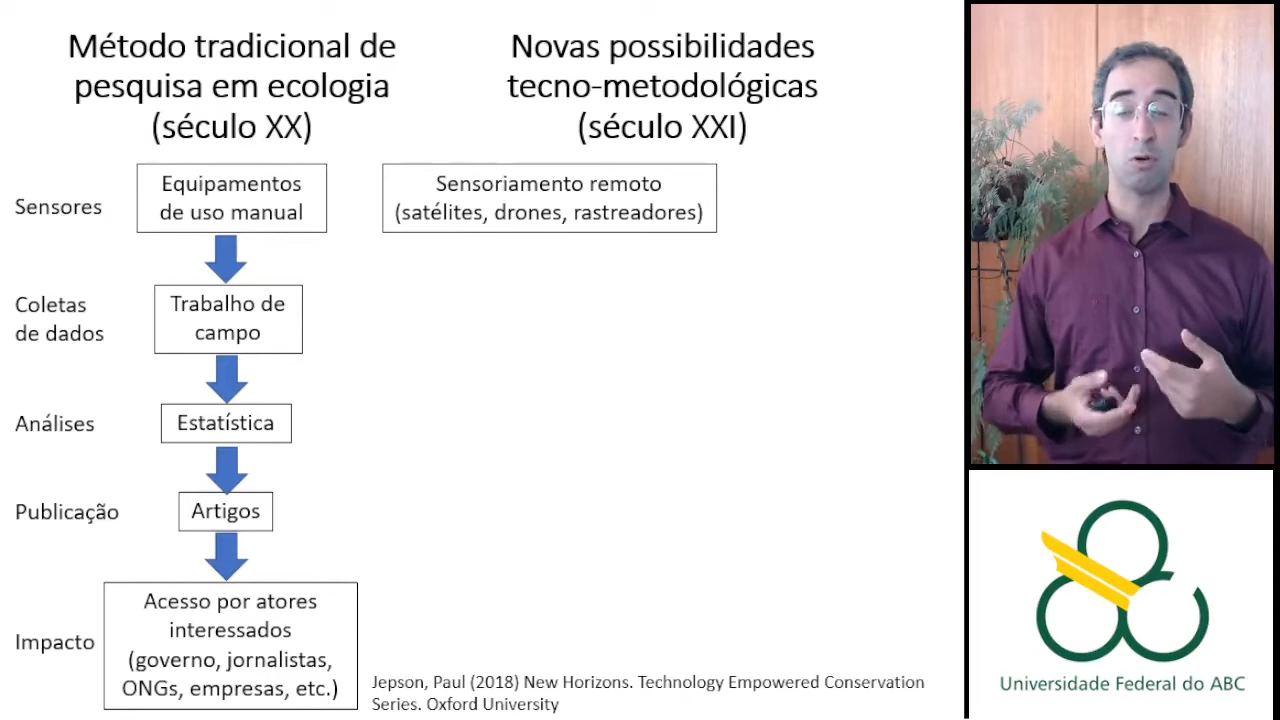 Método tradicional de
pesquisa em ecologia
(século XX)
Novas possibilidades
tecno-metodológicas
(século XXI)
Sensores
Equipamentos
de uso manual
Sensoriamento remoto
(satélites, drones, rastreadores)
Coletas
de dados
Trabalho de
campo
Análises
Estatística
Publicação
Artigos
Impacto
Acesso por atores
interessados
(governo, jornalistas,
ONGs, empresas, etc.)
Jepson, Paul (2018) New Horizons. Technology Empowered Conservation
Series. Oxford University
Universidade Federal do ABC